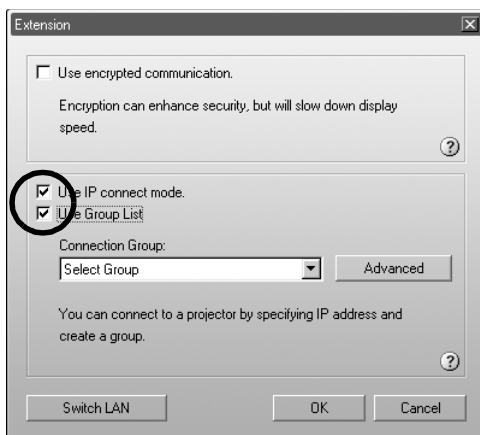 Extension
Use encrypted communication.
Encryption can enhance security, but will slow down display
speed.
?
Use IP connect mode.
Use Group List
Connection Group:
Select Group
Advanced
You can connect to a projector by specifying IP address and
create a group.
?
Switch LAN
OK
Cancel